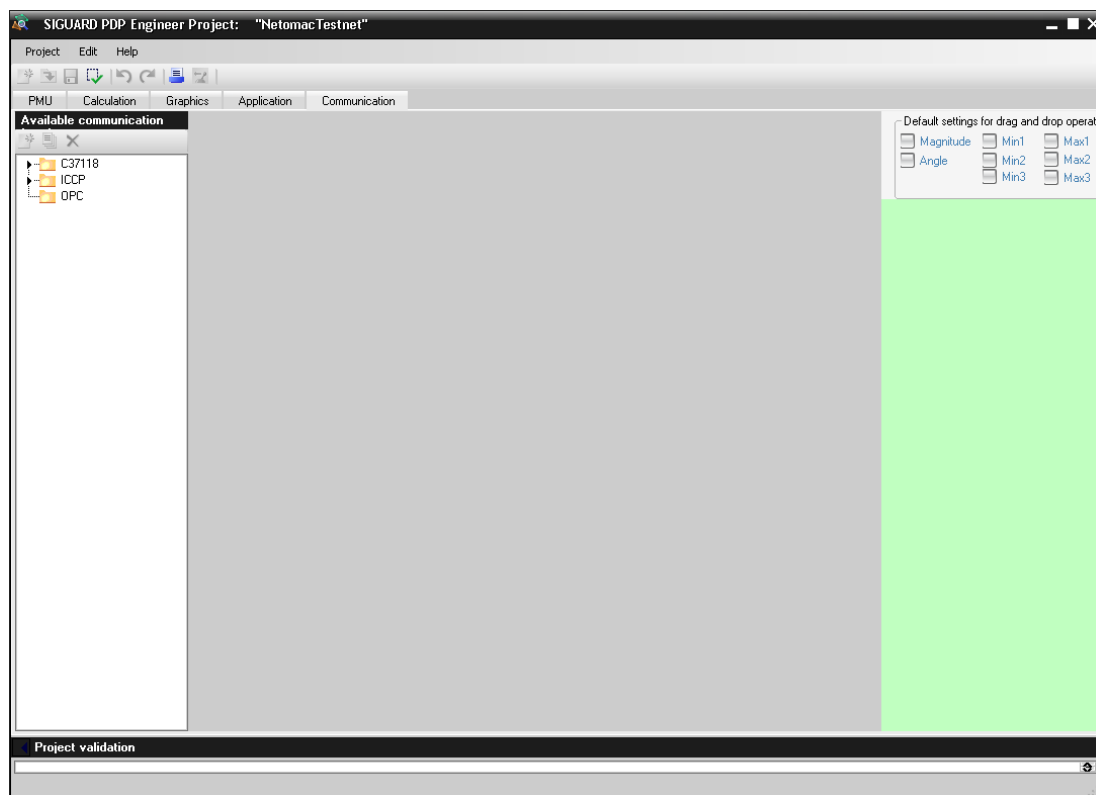 SIGUARD PDP Engineer Project: "NetomacTestnet"
Project Edit Help
PMU Calculation Graphics Application Communication
Available communication
C37118
ICCP
OPC
Default settings for drag and drop operat
Magnitude Min1 Max1
Angle Min2 Max2
Min3 Max3
Project validation